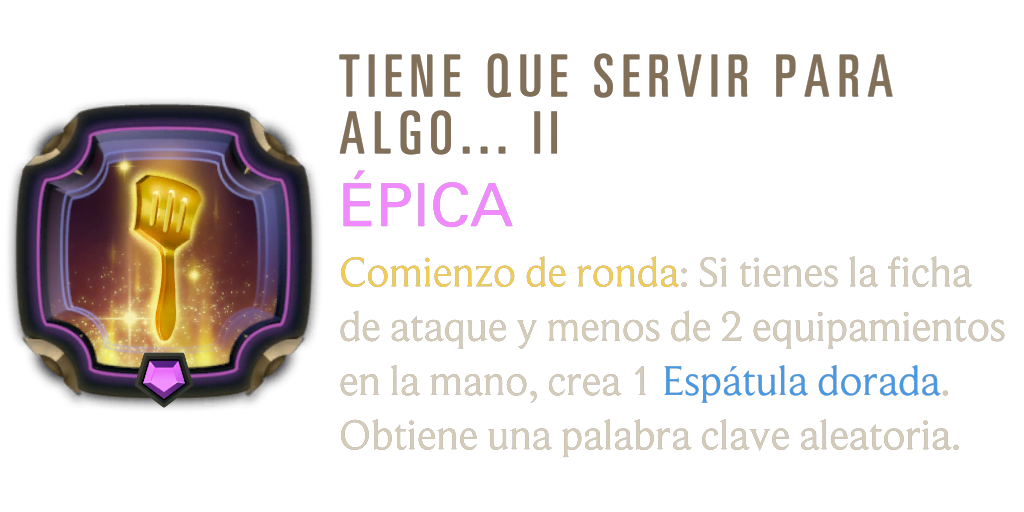 TIENE QUE SERVIR PARA
ALGO... II
ÉPICA
Comienzo de ronda: Si tienes la ficha
de ataque y menos de 2 equipamientos
en la mano, crea 1 Espátula dorada.
Obtiene una palabra clave aleatoria.